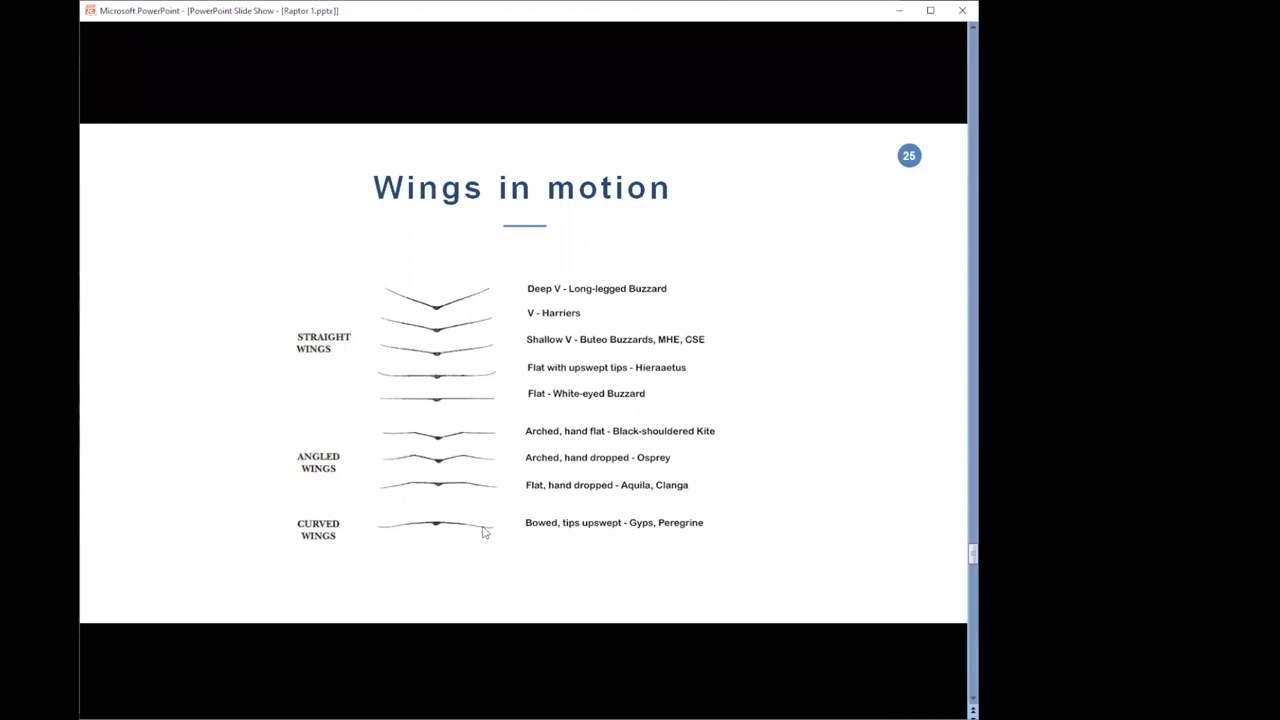 Microsoft PowerPoint - [PowerPoint Slide Show - [Raptor 1.pptx]]
25
Wings in motion
STRAIGHT
WINGS
Deep V - Long-legged Buzzard
V - Harriers
Shallow V - Buteo Buzzards, MHE, CSE
Flat with upswept tips - Hieraaetus
Flat - White-eyed Buzzard
ANGLED
WINGS
Arched, hand flat - Black-shouldered Kite
Arched, hand dropped - Osprey
Flat, hand dropped - Aquila, Clanga
CURVED
WINGS
Bowed, tips upswept - Gyps, Peregrine